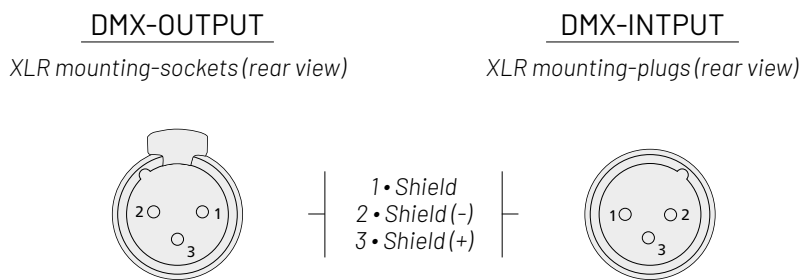 DMX-OUTPUT
XLR mounting-sockets (rear view)
DMX-INTPUT
XLR mounting-plugs (rear view)
2 1
3
1 • Shield
2 • Shield (-)
3 • Shield (+)
1 2
3